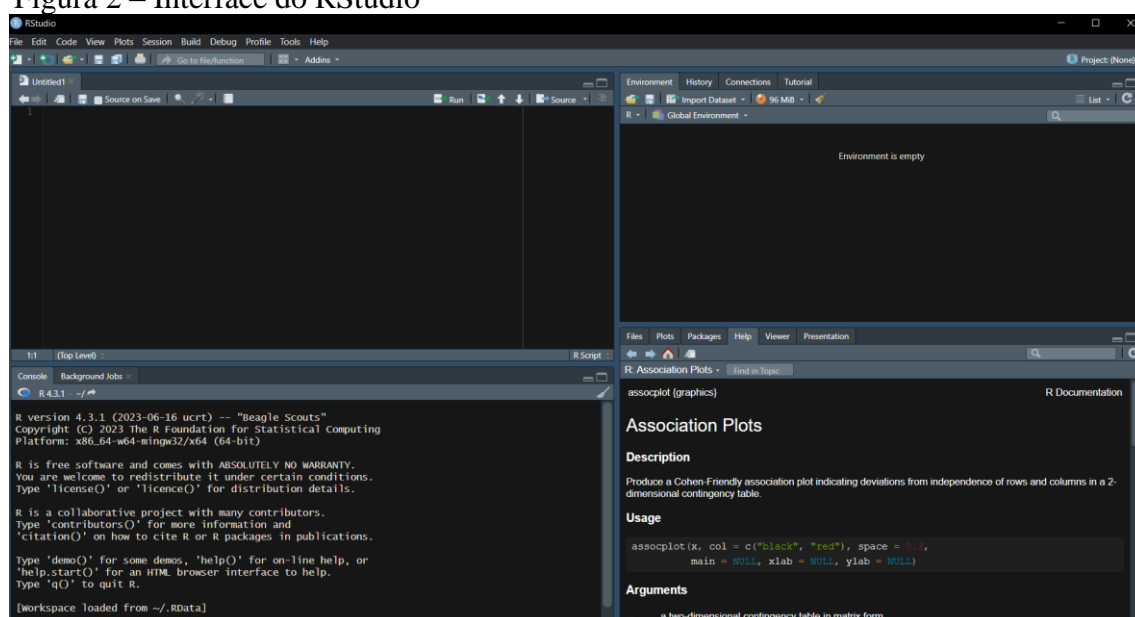 Figura 2 – Interface do RStudio
RStudio
File Edit Code View Plots Session Build Debug Profile Tools Help
Go to file/function Addins Project: (None)
Untitled1
Source on Save Run Source
1
1:1 (Top Level) R Script
Console Background Jobs
R 4.3.1 · ~/
R version 4.3.1 (2023-06-16 ucrt) -- "Beagle Scouts"
Copyright (C) 2023 The R Foundation for Statistical Computing
Platform: x86_64-w64-mingw32/x64 (64-bit)
R is free software and comes with ABSOLUTELY NO WARRANTY.
You are welcome to redistribute it under certain conditions.
Type 'license()' or 'licence()' for distribution details.
R is a collaborative project with many contributors.
Type 'contributors()' for more information and
'citation()' on how to cite R or R packages in publications.
Type 'demo()' for some demos, 'help()' for on-line help, or
'help.start()' for an HTML browser interface to help.
Type 'q()' to quit R.
[Workspace loaded from ~/.RData]
Environment History Connections Tutorial
Import Dataset 96 MiB List
R Global Environment
Environment is empty
Files Plots Packages Help Viewer Presentation
R: Association Plots Find in Topic
assocplot {graphics} R Documentation
Association Plots
Description
Produce a Cohen-Friendly association plot indicating deviations from independence of rows and columns in a 2-
dimensional contingency table.
Usage
assocplot(x, col = c("black", "red"), space = 0.3,
main = NULL, xlab = NULL, ylab = NULL)
Arguments
a two-dimensional contingency table in matrix form